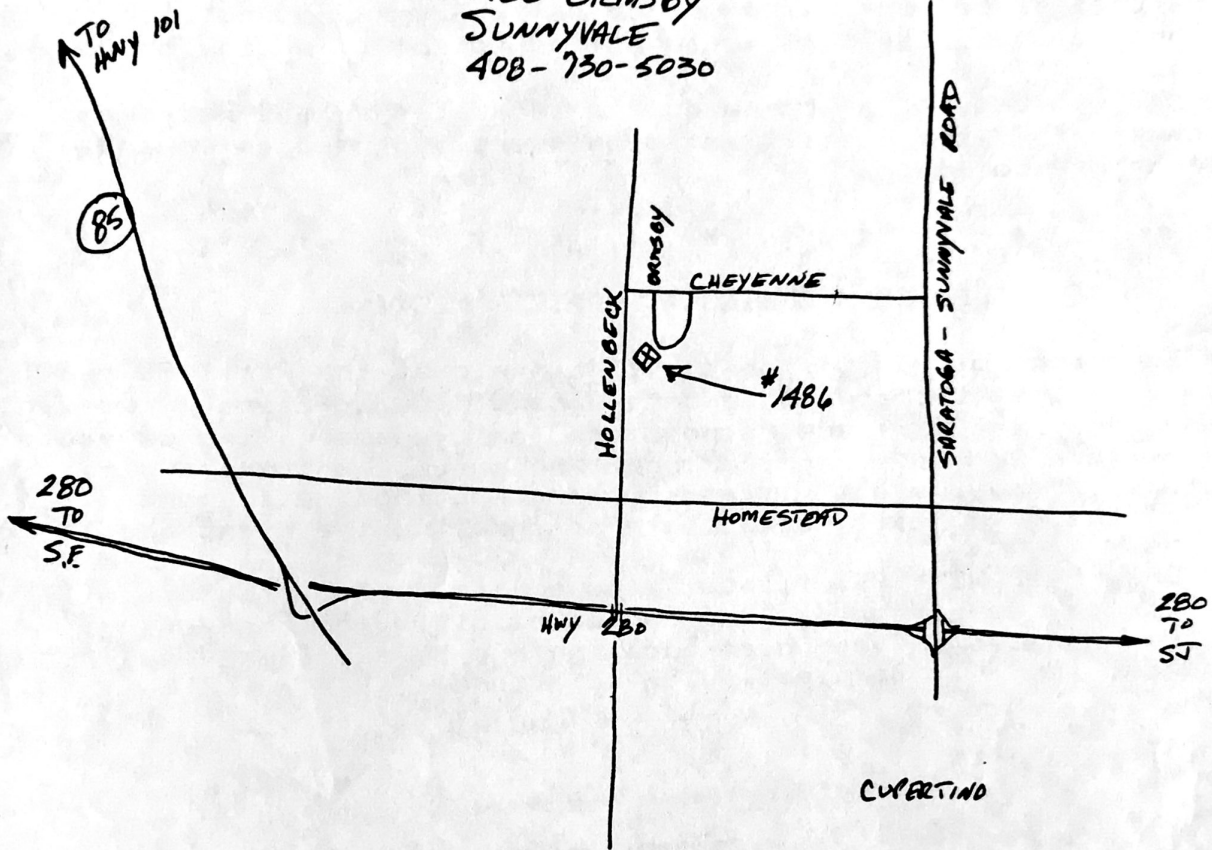 ORMSBY
SUNNYVALE
408-730-5030
TO
HWY 101
85
ORMSBY
CHEYENNE
HOLLENBECK
SARATOGA - SUNNYVALE ROAD
#1486
280
TO
S.F.
HOMESTEAD
HWY 280
280
TO
SJ
CUPERTINO